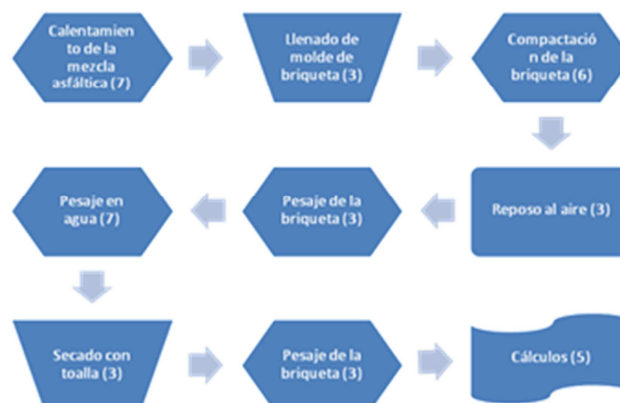 Calentamien
to de la
mezcla
asfáltica (7)
Llenado de
molde de
briqueta (3)
Compactació
n de la
briqueta (6)
Reposo al aire (3)
Pesaje de la
briqueta (3)
Pesaje en
agua (7)
Secado con
toalla (3)
Pesaje de la
briqueta (3)
Cálculos (5)